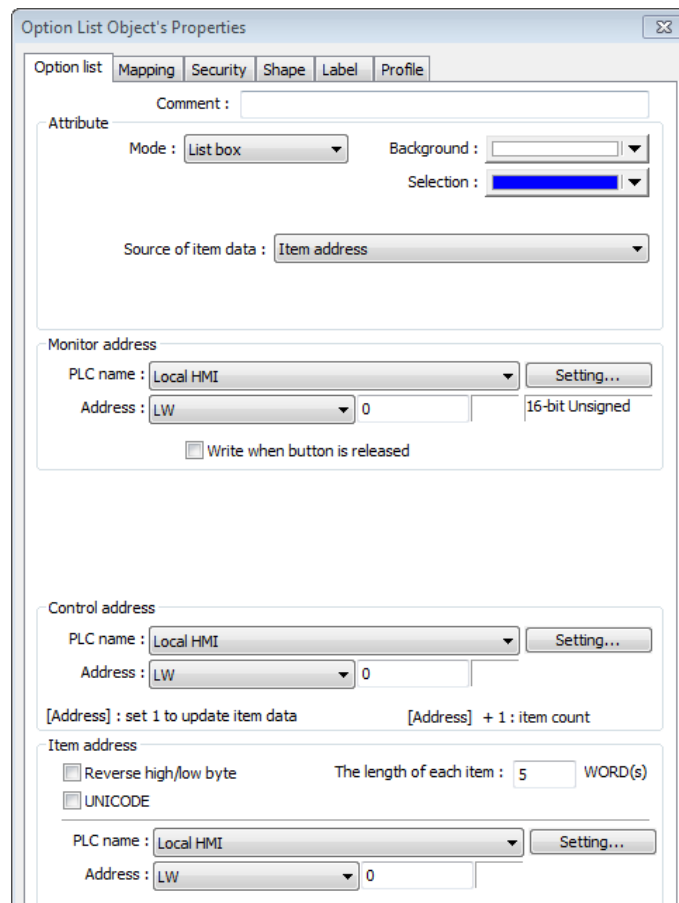 Option List Object's Properties
Option list Mapping Security Shape Label Profile
Comment :
Attribute
Mode : List box Background :
Selection :
Source of item data : Item address
Monitor address
PLC name : Local HMI Setting...
Address : LW 0 16-bit Unsigned
Write when button is released
Control address
PLC name : Local HMI Setting...
Address : LW 0
[Address] : set 1 to update item data [Address] + 1 : item count
Item address
Reverse high/low byte The length of each item : 5 WORD(s)
UNICODE
PLC name : Local HMI Setting...
Address : LW 0